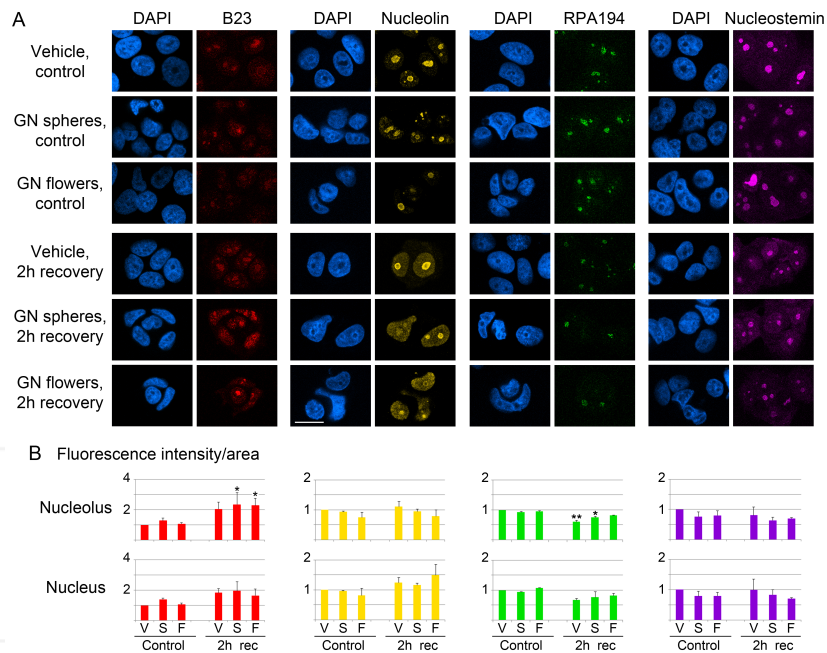 A
DAPI B23 DAPI Nucleolin DAPI RPA194 DAPI Nucleostemin
Vehicle,
control
GN spheres,
control
GN flowers,
control
Vehicle,
2h recovery
GN spheres,
2h recovery
GN flowers,
2h recovery
B Fluorescence intensity/area
Nucleolus
4 2 2 2
2 1 1 1
* * ** *
Nucleus
4 2 2 2
2 1 1 1
V S F V S F V S F V S F V S F V S F V S F V S F
Control 2h rec Control 2h rec Control 2h rec Control 2h rec